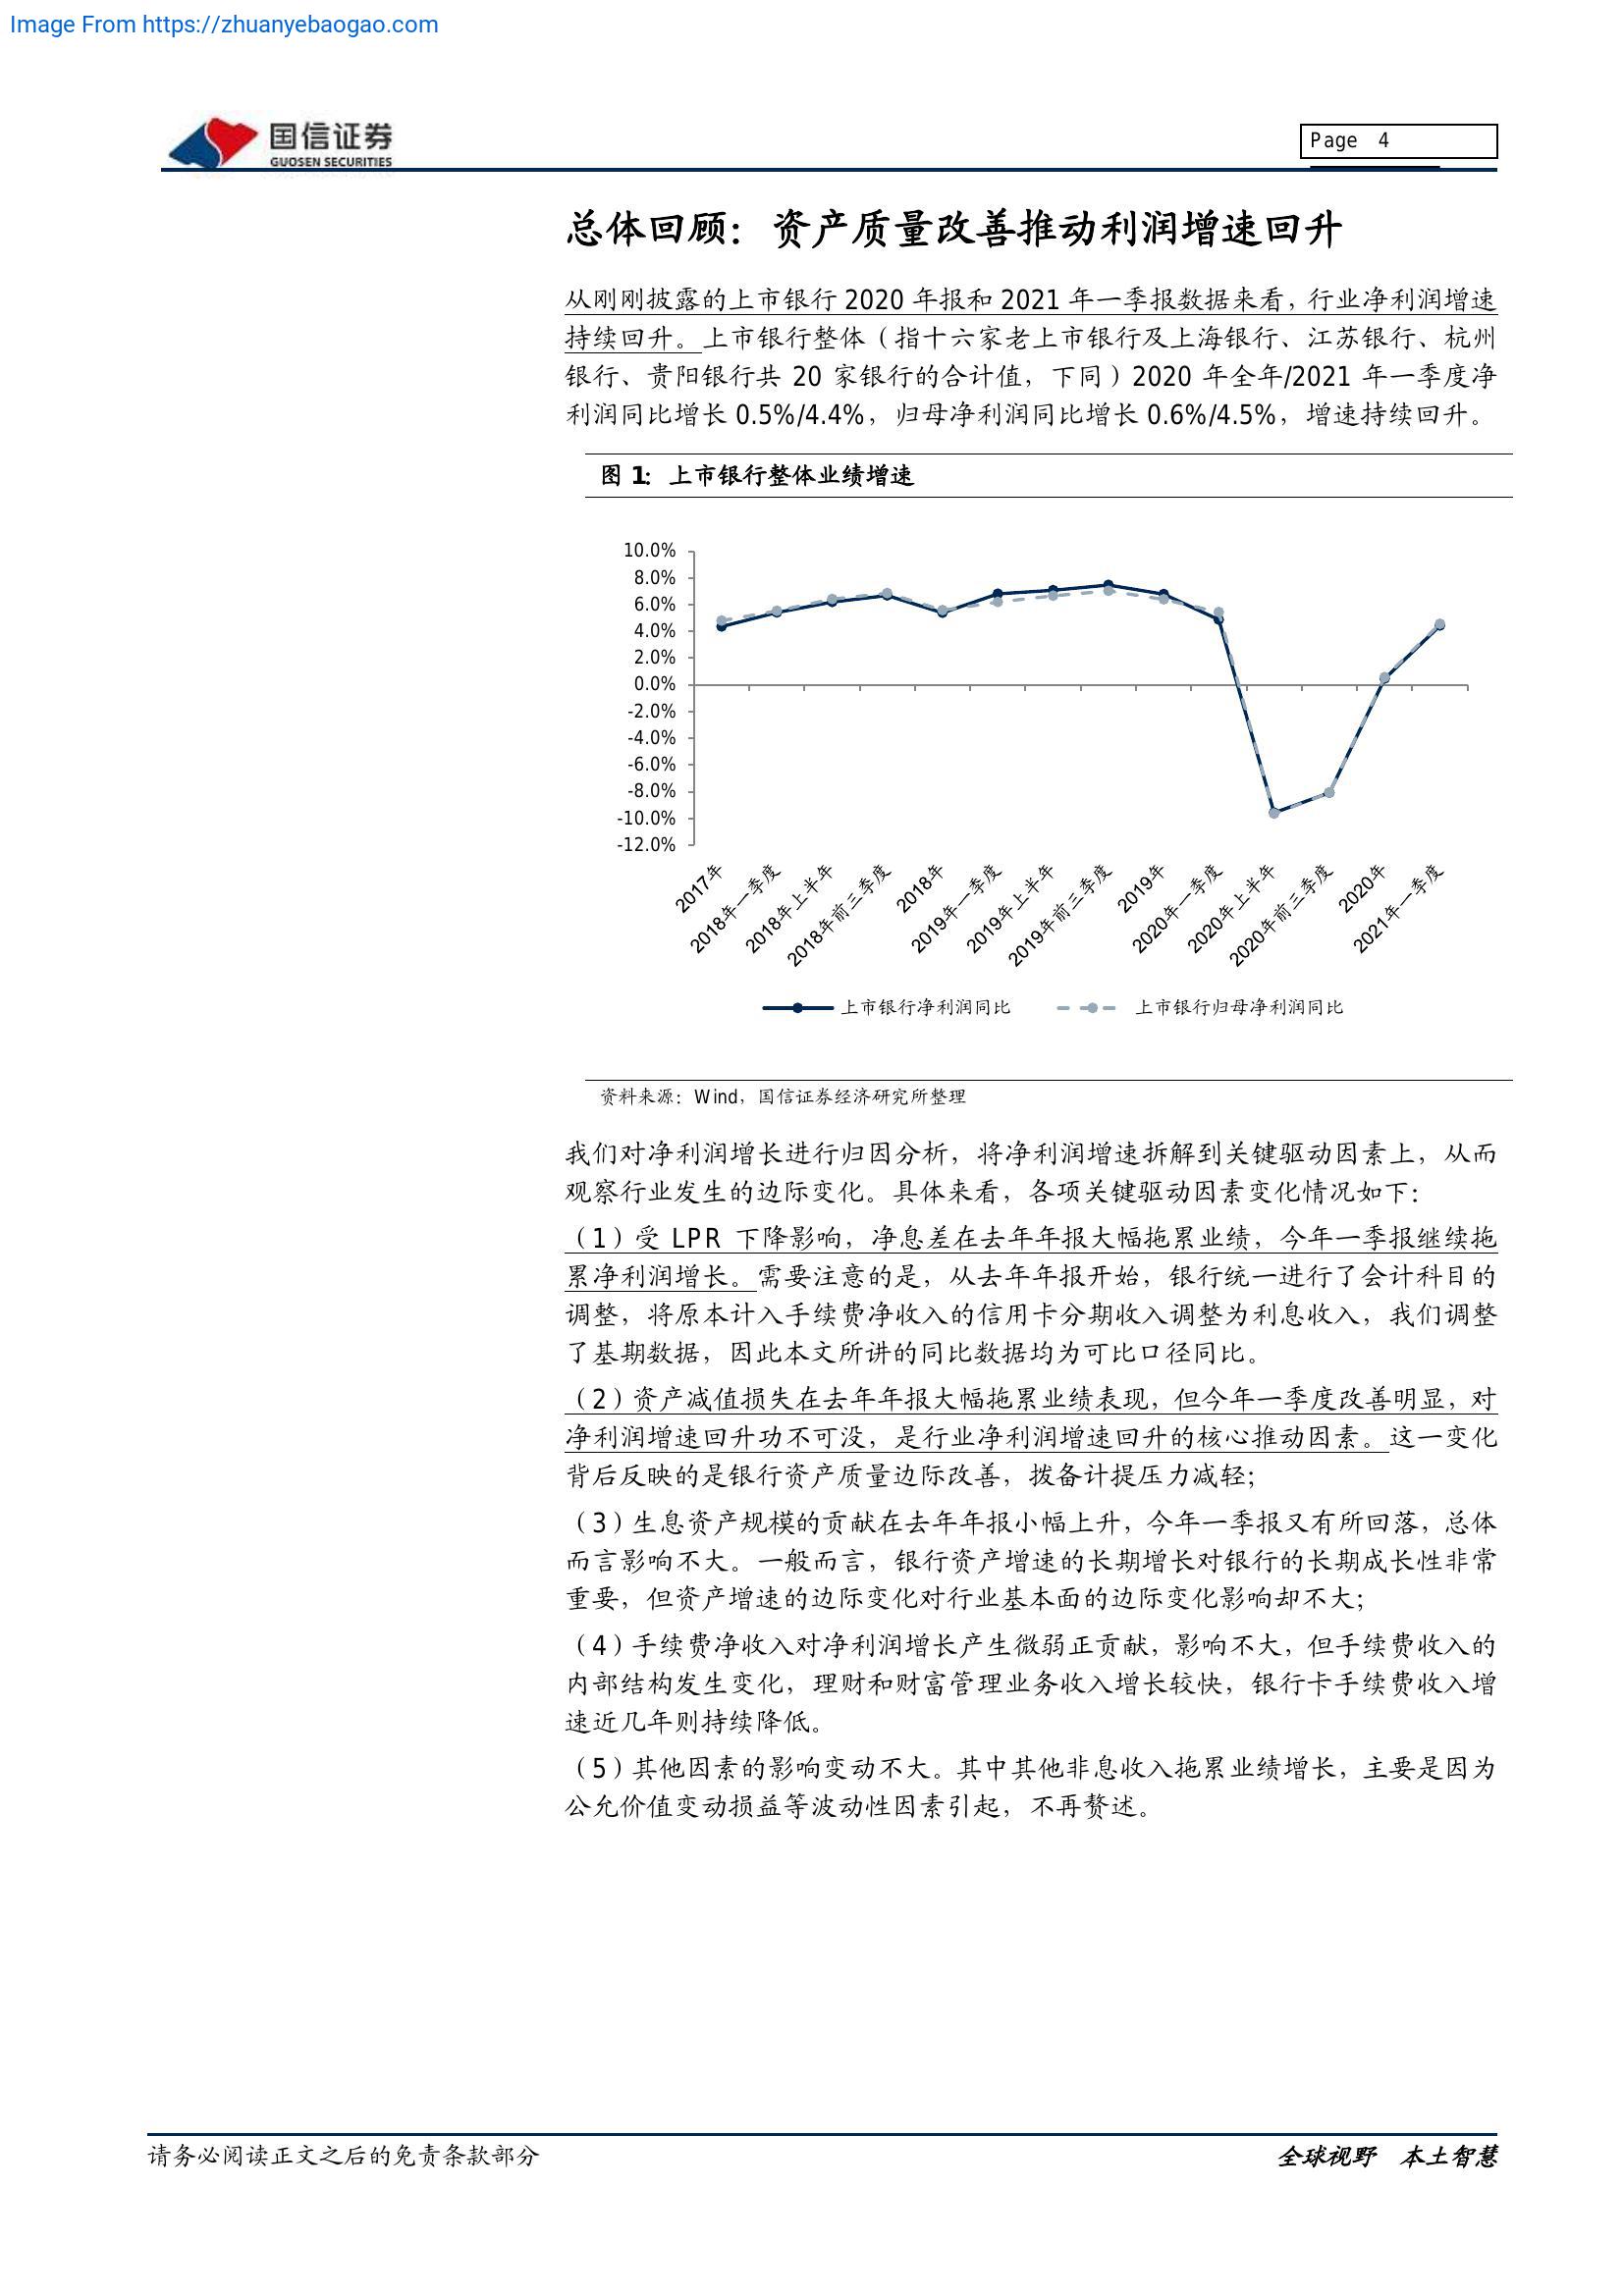 Image From https://zhuanyebaogao.com
国信证券
GUOSEN SECURITIES
Page 4
总体回顾：资产质量改善推动利润增速回升
从刚刚披露的上市银行 2020 年报和 2021 年一季报数据来看，行业净利润增速
持续回升。上市银行整体（指十六家老上市银行及上海银行、江苏银行、杭州
银行、贵阳银行共 20 家银行的合计值，下同）2020 年全年/2021 年一季度净
利润同比增长 0.5%/4.4%，归母净利润同比增长 0.6%/4.5%，增速持续回升。
图 1：上市银行整体业绩增速
10.0%
8.0%
6.0%
4.0%
2.0%
0.0%
-2.0%
-4.0%
-6.0%
-8.0%
-10.0%
-12.0%
2017年
2018年一季度
2018年上半年
2018年前三季度
2018年
2019年一季度
2019年上半年
2019年前三季度
2019年
2020年一季度
2020年上半年
2020年前三季度
2020年
2021年一季度
上市银行净利润同比
上市银行归母净利润同比
资料来源：Wind，国信证券经济研究所整理
我们对净利润增长进行归因分析，将净利润增速拆解到关键驱动因素上，从而
观察行业发生的边际变化。具体来看，各项关键驱动因素变化情况如下：
（1）受 LPR 下降影响，净息差在去年年报大幅拖累业绩，今年一季报继续拖
累净利润增长。需要注意的是，从去年年报开始，银行统一进行了会计科目的
调整，将原本计入手续费净收入的信用卡分期收入调整为利息收入，我们调整
了基期数据，因此本文所讲的同比数据均为可比口径同比。
（2）资产减值损失在去年年报大幅拖累业绩表现，但今年一季度改善明显，对
净利润增速回升功不可没，是行业净利润增速回升的核心推动因素。这一变化
背后反映的是银行资产质量边际改善，拨备计提压力减轻；
（3）生息资产规模的贡献在去年年报小幅上升，今年一季报又有所回落，总体
而言影响不大。一般而言，银行资产增速的长期增长对银行的长期成长性非常
重要，但资产增速的边际变化对行业基本面的边际变化影响却不大；
（4）手续费净收入对净利润增长产生微弱正贡献，影响不大，但手续费收入的
内部结构发生变化，理财和财富管理业务收入增长较快，银行卡手续费收入增
速近几年则持续降低。
（5）其他因素的影响变动不大。其中其他非息收入拖累业绩增长，主要是因为
公允价值变动损益等波动性因素引起，不再赘述。
请务必阅读正文之后的免责条款部分
全球视野 本土智慧